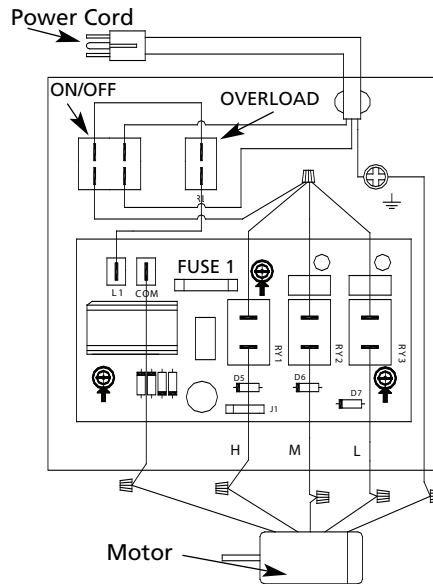 Power Cord
ON/OFF
OVERLOAD
L1
COM
FUSE 1
RY1
RY2
RY3
D5
D6
D7
J1
H
M
L
Motor